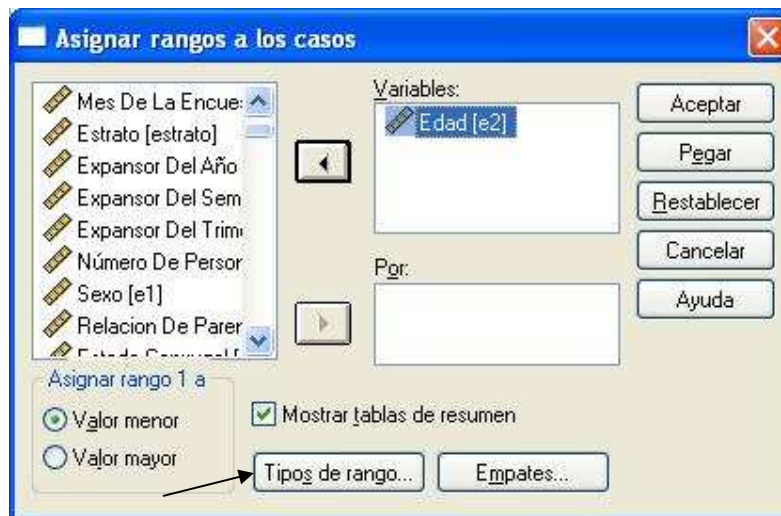 Asignar rangos a los casos
Mes De La Encue
Estrato [estrato]
Expansor Del Año
Expansor Del Sem
Expansor Del Trim
Número De Person
Sexo [e1]
Relacion De Paren
Variables:
Edad [e2]
Por:
Aceptar
Pegar
Restablecer
Cancelar
Ayuda
Asignar rango 1 a
Valor menor
Valor mayor
Mostrar tablas de resumen
Tipos de rango...
Empates...